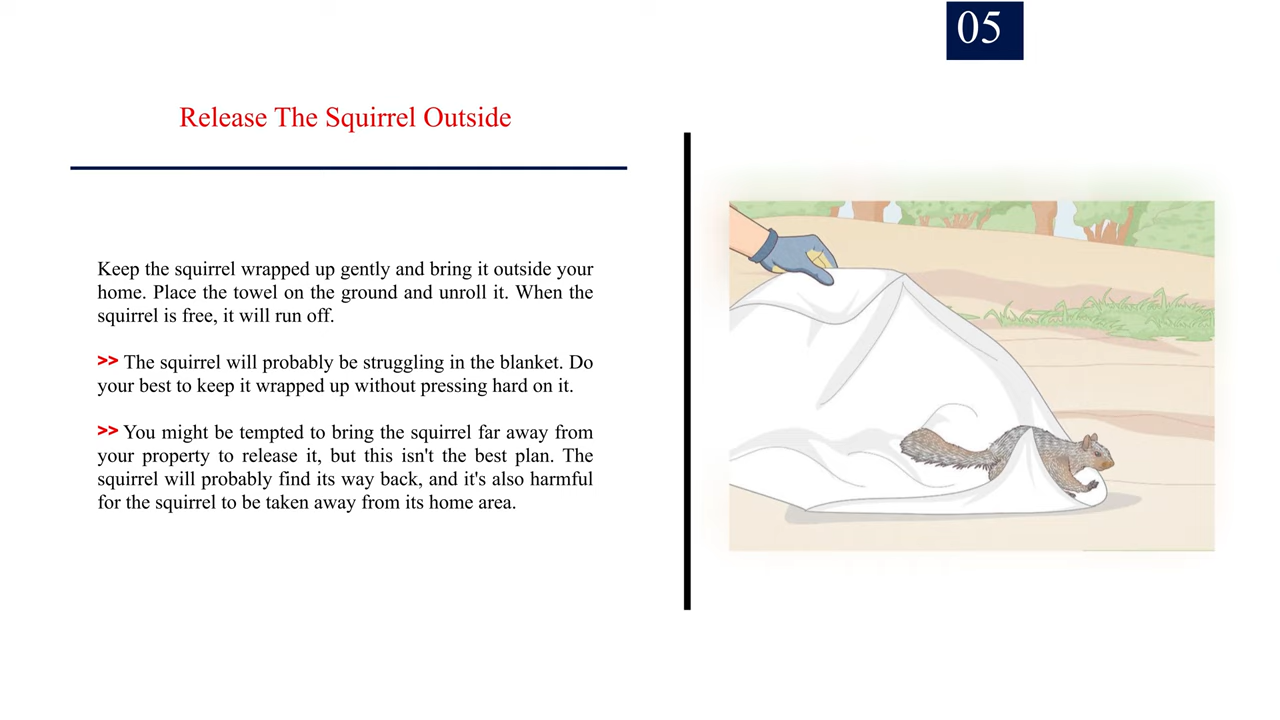 05
Release The Squirrel Outside
Keep the squirrel wrapped up gently and bring it outside your
home. Place the towel on the ground and unroll it. When the
squirrel is free, it will run off.
>> The squirrel will probably be struggling in the blanket. Do
your best to keep it wrapped up without pressing hard on it.
>> You might be tempted to bring the squirrel far away from
your property to release it, but this isn't the best plan. The
squirrel will probably find its way back, and it's also harmful
for the squirrel to be taken away from its home area.